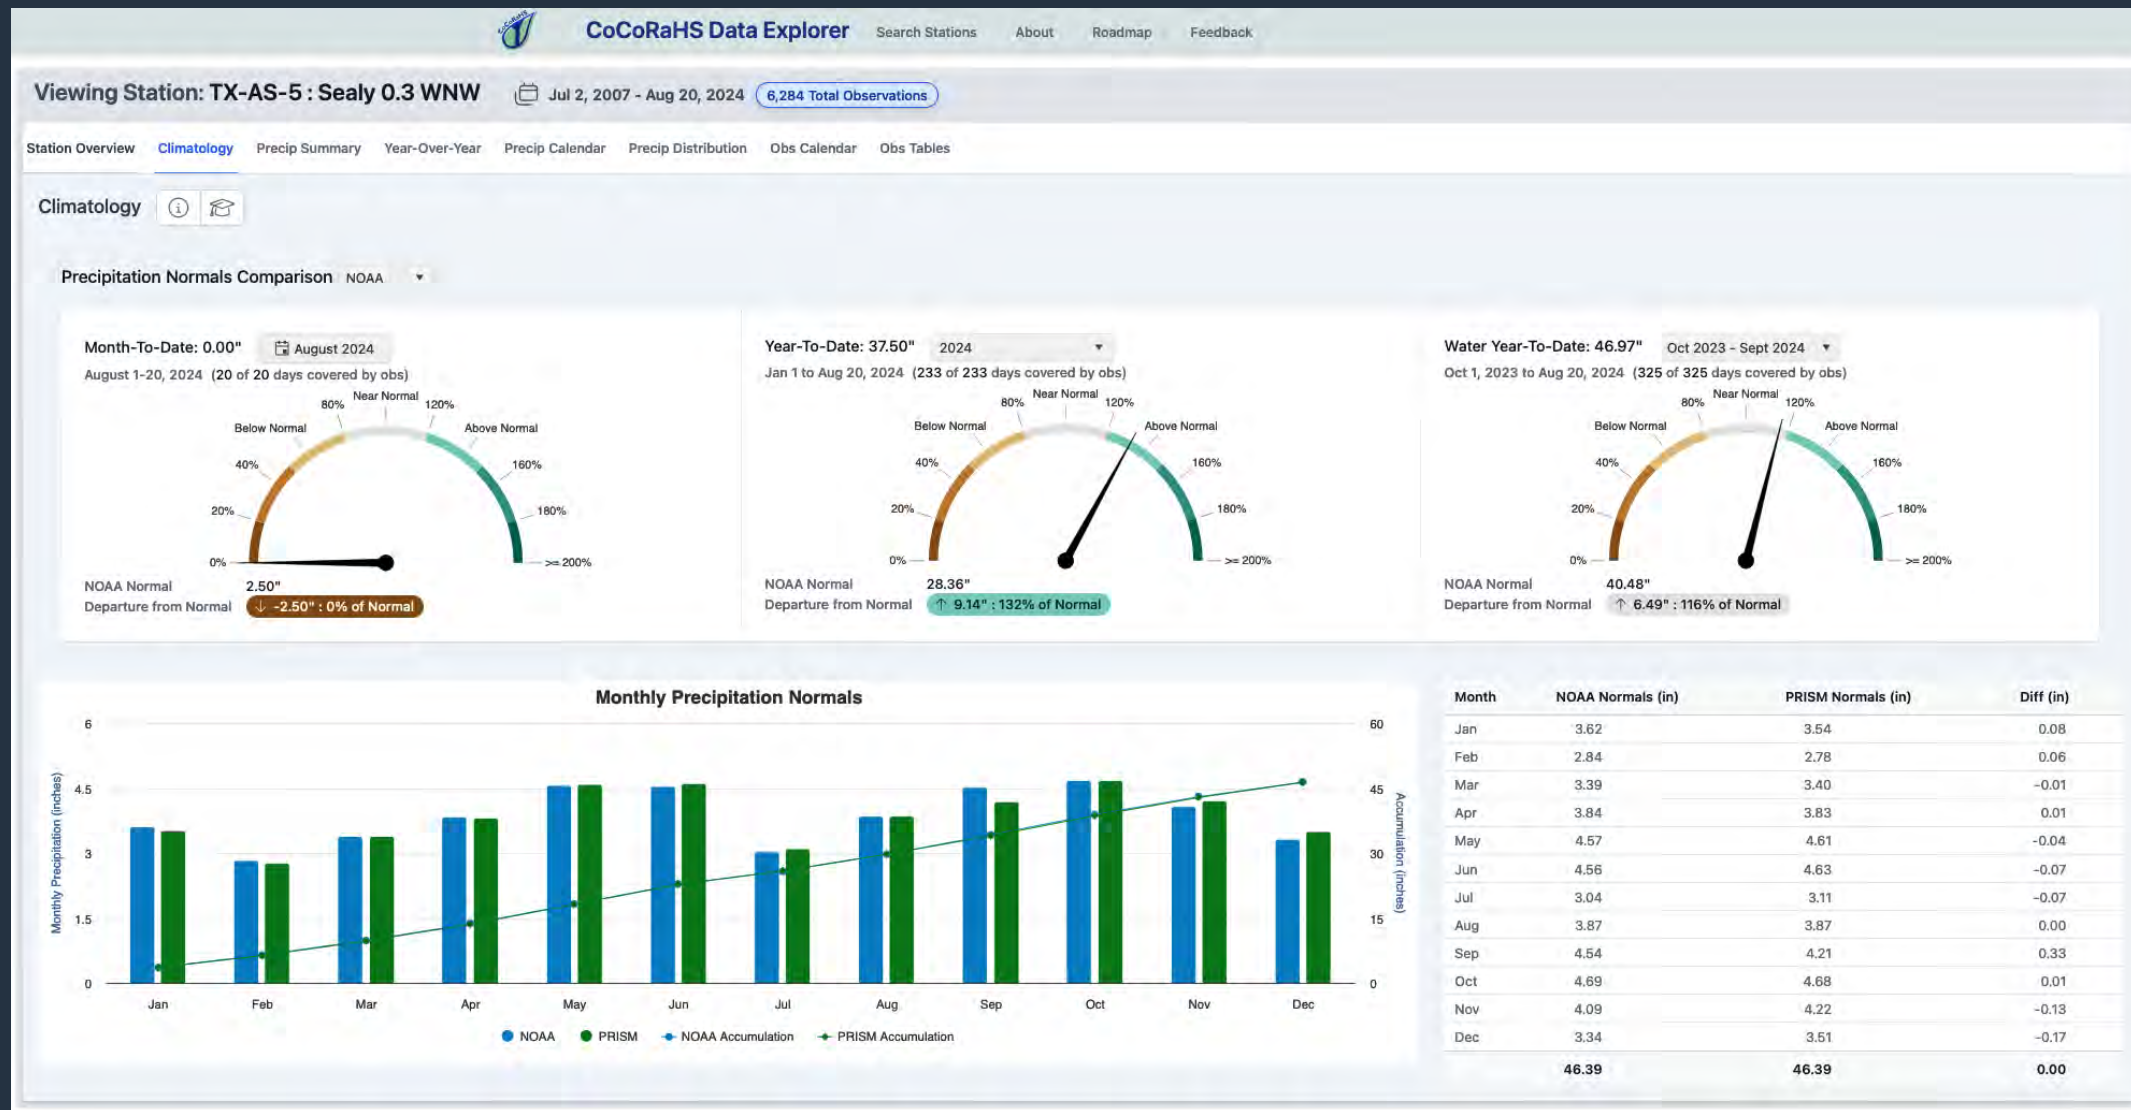 CoCoRaHS
CoCoRaHS Data Explorer Search Stations About Roadmap Feedback
Viewing Station: TX-AS-5 : Sealy 0.3 WNW Jul 2, 2007 - Aug 20, 2024 6,284 Total Observations
Station Overview Climatology Precip Summary Year-Over-Year Precip Calendar Precip Distribution Obs Calendar Obs Tables
Climatology
Precipitation Normals Comparison NOAA
Month-To-Date: 0.00" August 2024
August 1-20, 2024 (20 of 20 days covered by obs)
Near Normal
80% 120%
Below Normal Above Normal
40% 160%
20% 180%
0% >= 200%
NOAA Normal 2.50"
Departure from Normal ↓ -2.50" : 0% of Normal
Year-To-Date: 37.50" 2024
Jan 1 to Aug 20, 2024 (233 of 233 days covered by obs)
Near Normal
80% 120%
Below Normal Above Normal
40% 160%
20% 180%
0% >= 200%
NOAA Normal 28.36"
Departure from Normal ↑ 9.14" : 132% of Normal
Water Year-To-Date: 46.97" Oct 2023 - Sept 2024
Oct 1, 2023 to Aug 20, 2024 (325 of 325 days covered by obs)
Near Normal
80% 120%
Below Normal Above Normal
40% 160%
20% 180%
0% >= 200%
NOAA Normal 40.48"
Departure from Normal ↑ 6.49" : 116% of Normal
Monthly Precipitation Normals
Monthly Precipitation (inches)
6
4.5
3
1.5
0
60
45
30
15
0
Accumulation (inches)
Jan Feb Mar Apr May Jun Jul Aug Sep Oct Nov Dec
NOAA PRISM NOAA Accumulation PRISM Accumulation
Month NOAA Normals (in) PRISM Normals (in) Diff (in)
Jan 3.62 3.54 0.08
Feb 2.84 2.78 0.06
Mar 3.39 3.40 -0.01
Apr 3.84 3.83 0.01
May 4.57 4.61 -0.04
Jun 4.56 4.63 -0.07
Jul 3.04 3.11 -0.07
Aug 3.87 3.87 0.00
Sep 4.54 4.21 0.33
Oct 4.69 4.68 0.01
Nov 4.09 4.22 -0.13
Dec 3.34 3.51 -0.17
46.39 46.39 0.00